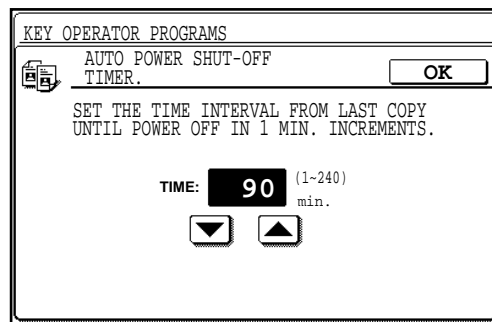 KEY OPERATOR PROGRAMS
AUTO POWER SHUT-OFF
TIMER.
OK
SET THE TIME INTERVAL FROM LAST COPY
UNTIL POWER OFF IN 1 MIN. INCREMENTS.
TIME: 90 (1~240)
min.